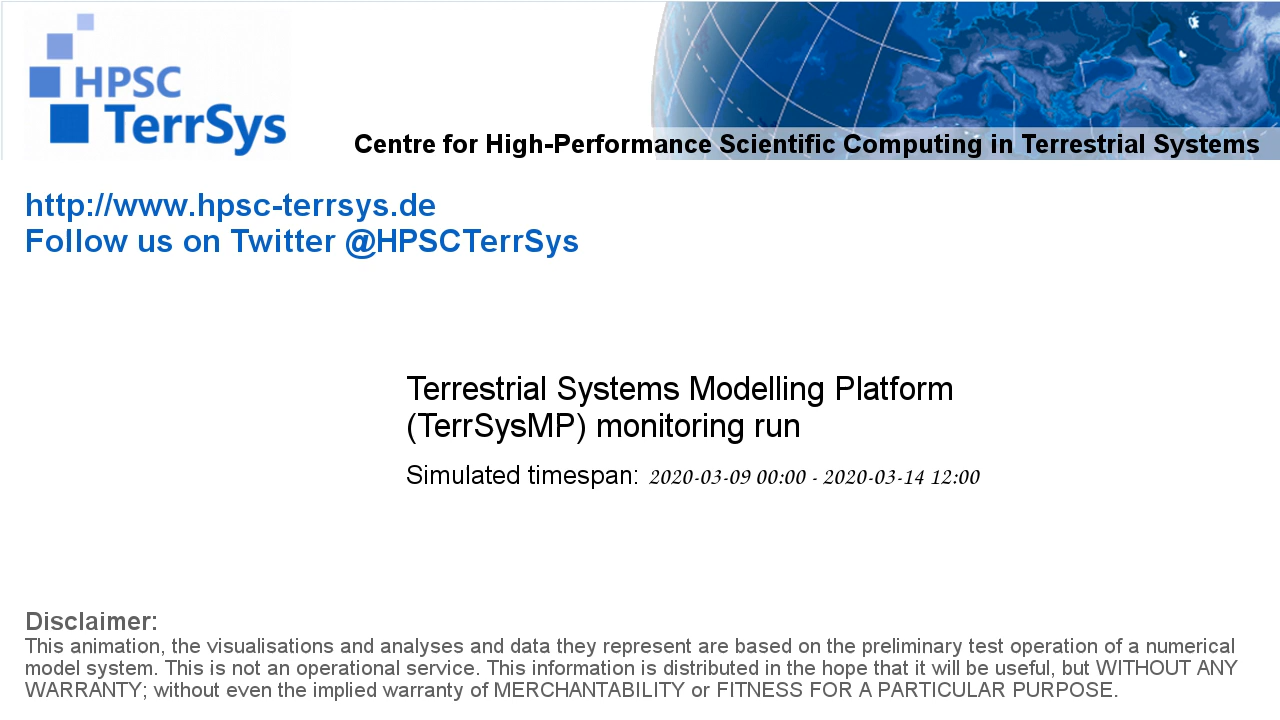 HPSC
TerrSys
Centre for High-Performance Scientific Computing in Terrestrial Systems
http://www.hpsc-terrsys.de
Follow us on Twitter @HPSCTerrSys
Terrestrial Systems Modelling Platform
(TerrSysMP) monitoring run
Simulated timespan: 2020-03-09 00:00 - 2020-03-14 12:00
Disclaimer:
This animation, the visualisations and analyses and data they represent are based on the preliminary test operation of a numerical
model system. This is not an operational service. This information is distributed in the hope that it will be useful, but WITHOUT ANY
WARRANTY; without even the implied warranty of MERCHANTABILITY or FITNESS FOR A PARTICULAR PURPOSE.